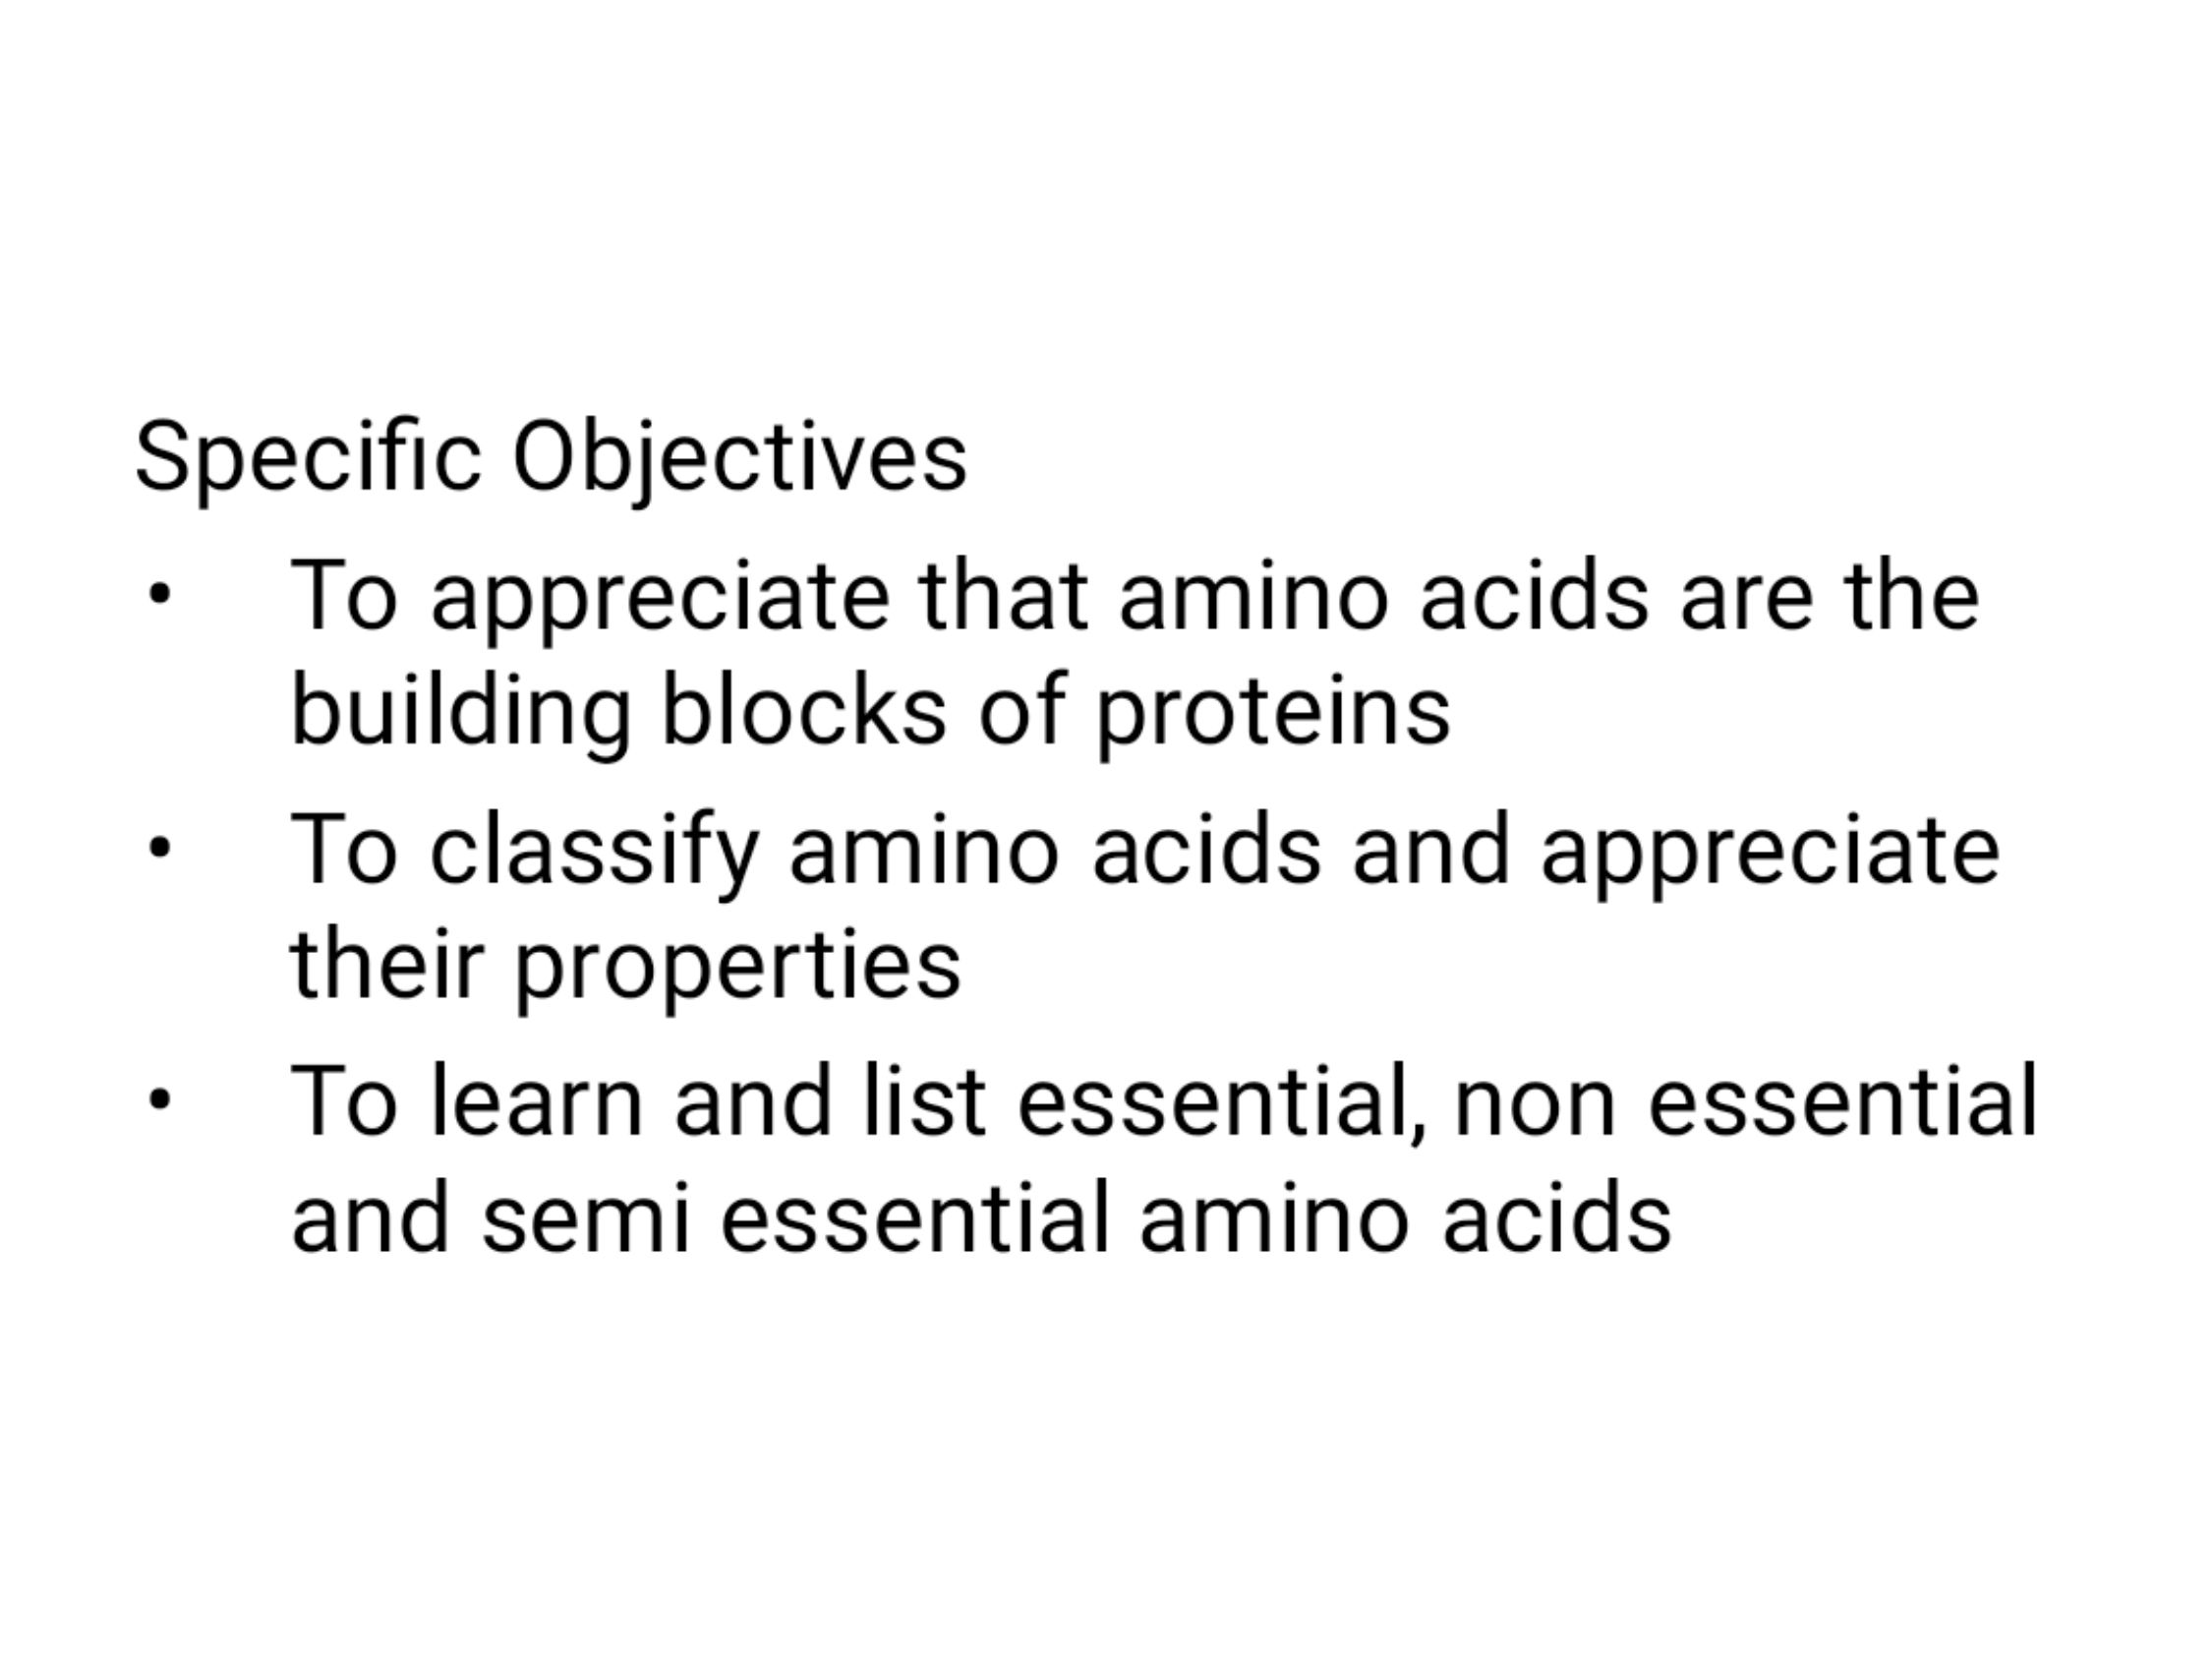 Specific Objectives
• To appreciate that amino acids are the
building blocks of proteins
• To classify amino acids and appreciate
their properties
• To learn and list essential, non essential
and semi essential amino acids